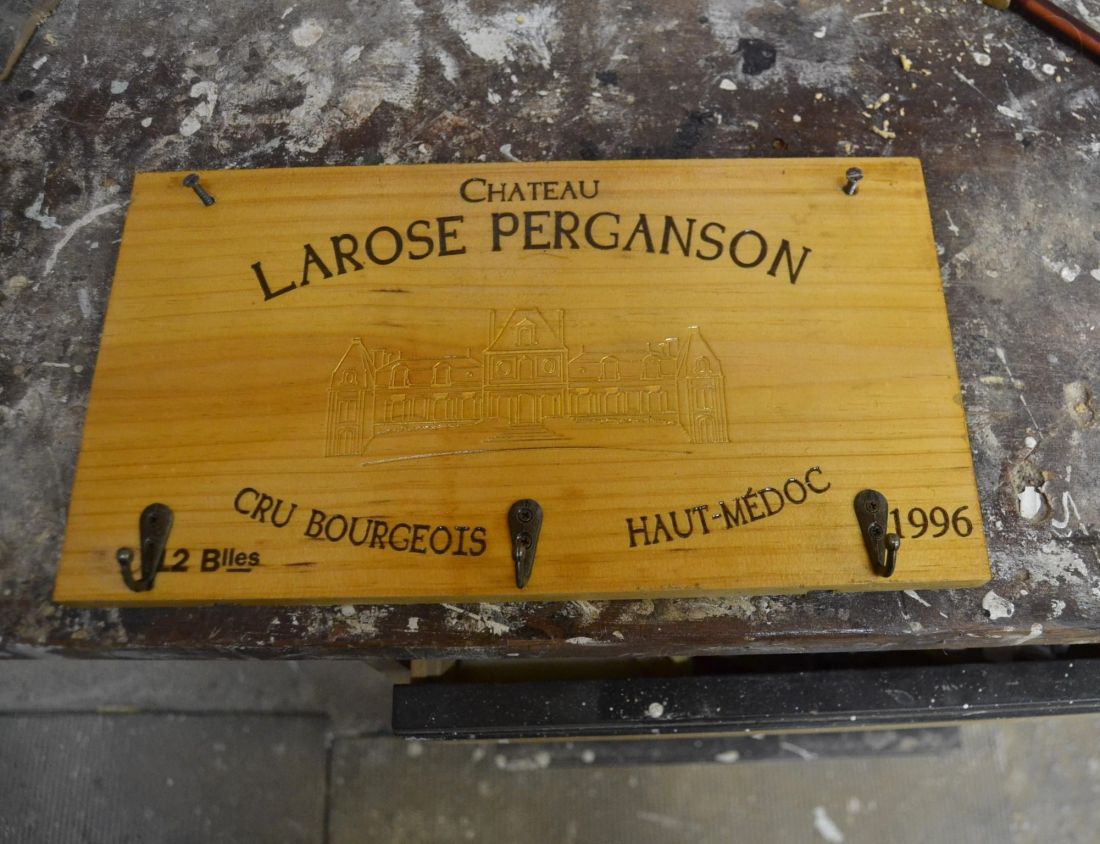 CHATEAU
LAROSE PERGANSON
CRU BOURGEOIS
HAUT-MÉDOC
1996
12 Blles